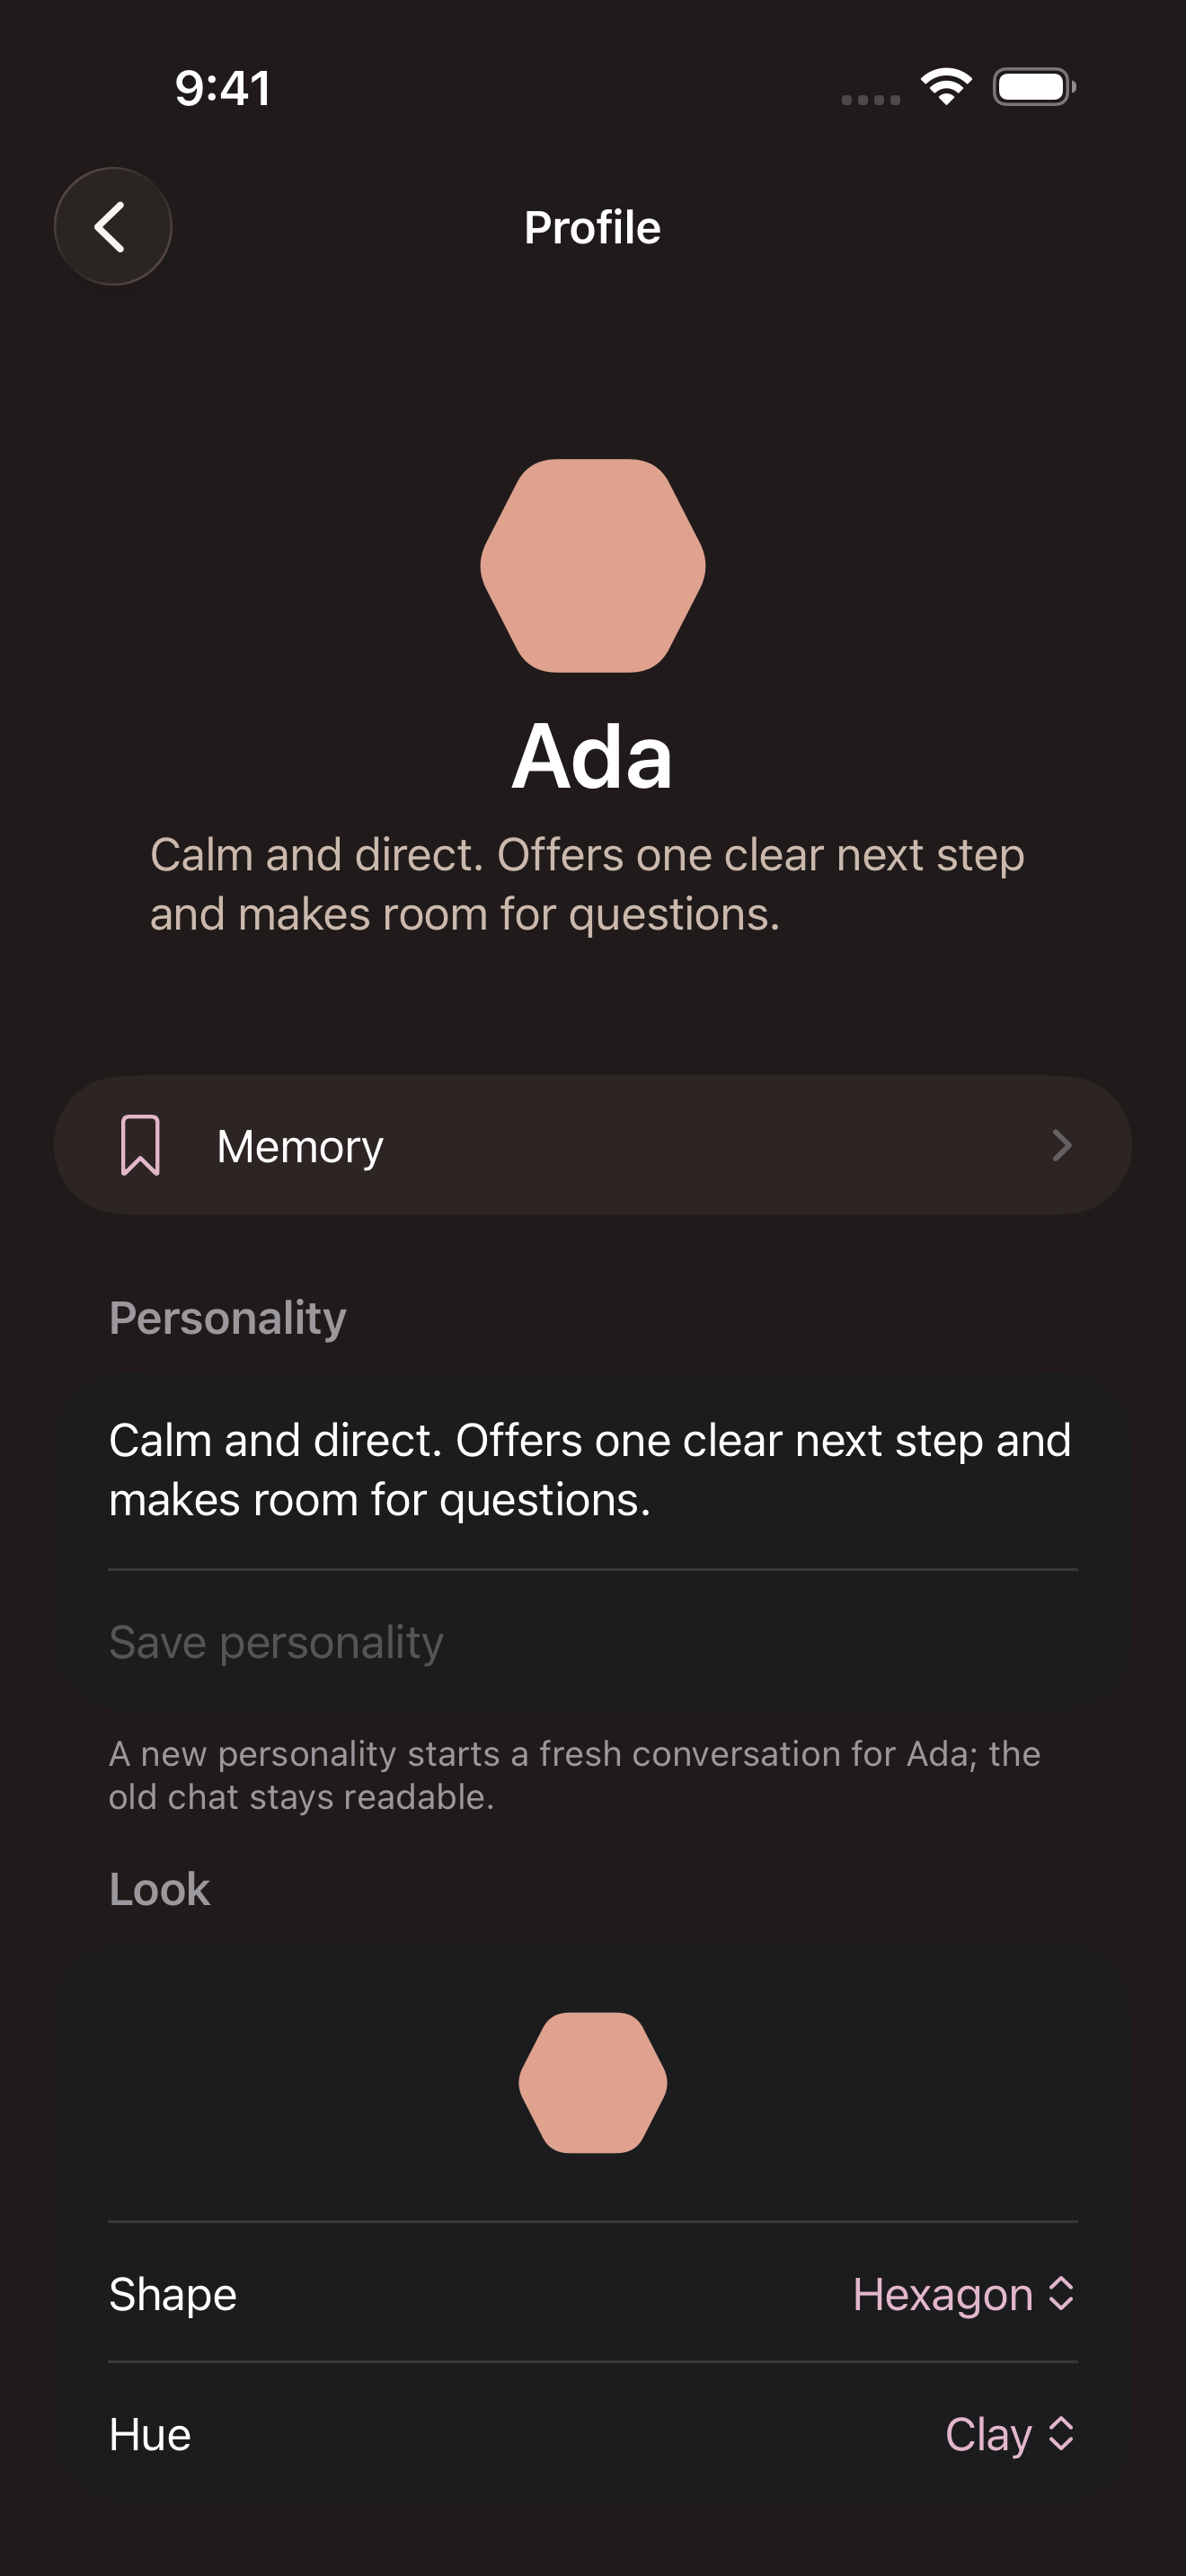 9:41
Profile
Ada
Calm and direct. Offers one clear next step
and makes room for questions.
Memory
Personality
Calm and direct. Offers one clear next step and
makes room for questions.
Save personality
A new personality starts a fresh conversation for Ada; the
old chat stays readable.
Look
Shape Hexagon
Hue Clay